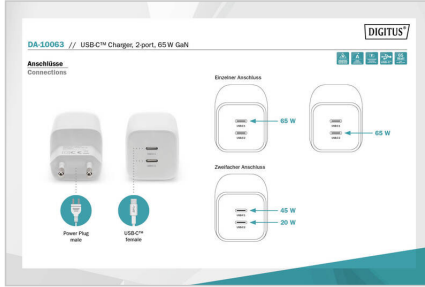 DIGITUS®
DA-10063 // USB-C™ Charger, 2-port, 65 W GaN
Anschlüsse
Connections
Einzelner Anschluss
65 W
65 W
Zweifacher Anschluss
45 W
20 W
Power Plug
male
USB-C™
female